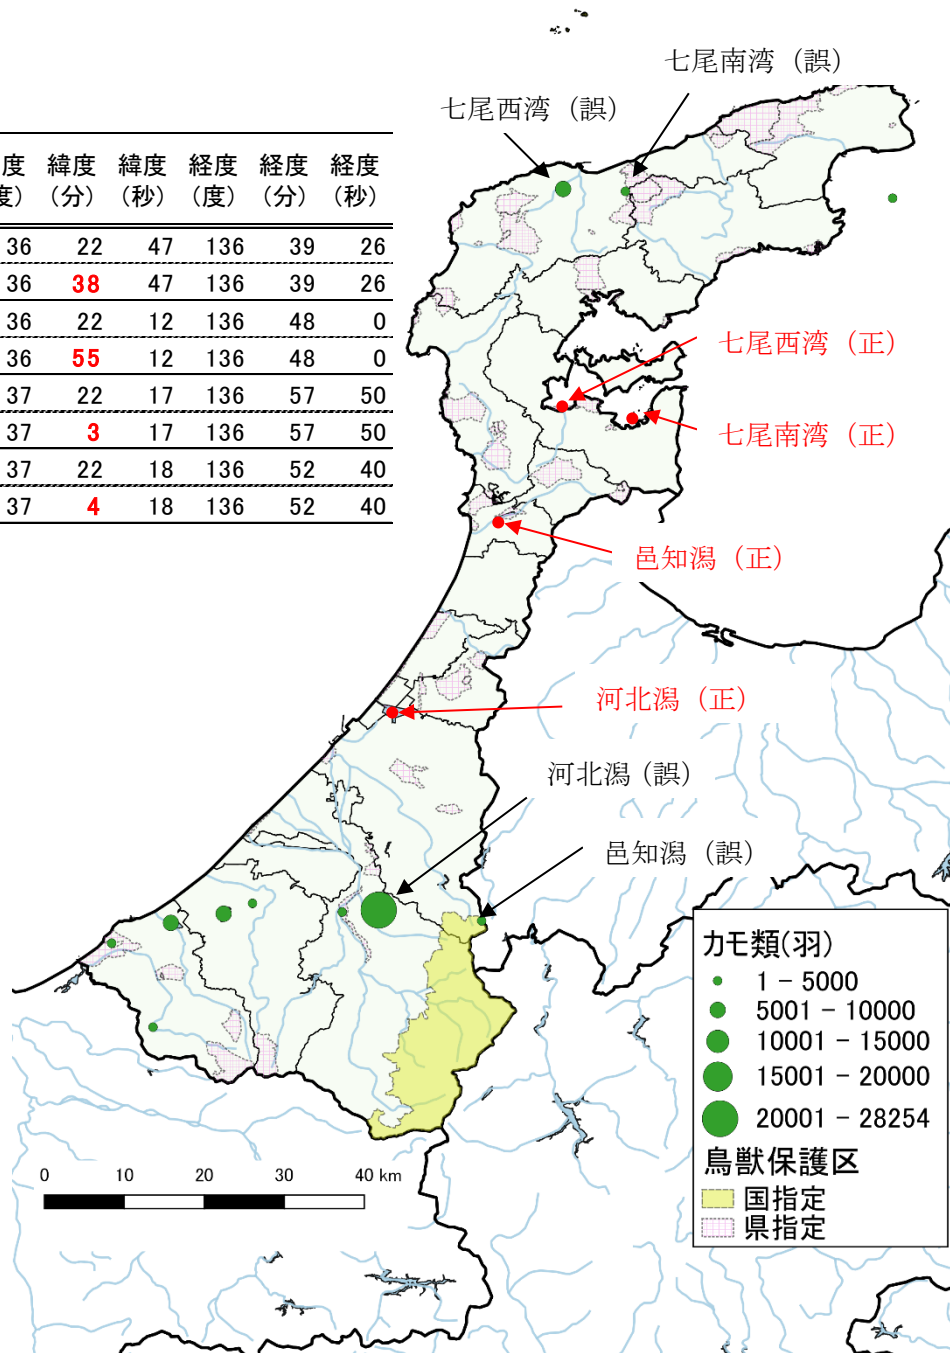 七尾南湾（誤）
七尾西湾（誤）
度 緯度 緯度 経度 経度 経度
度） （分） （秒） （度） （分） （秒）
36 22 47 136 39 26
36 38 47 136 39 26
36 22 12 136 48 0
36 55 12 136 48 0
37 22 17 136 57 50
37 3 17 136 57 50
37 22 18 136 52 40
37 4 18 136 52 40
七尾西湾（正）
七尾南湾（正）
邑知潟（正）
河北潟（正）
河北潟（誤）
邑知潟（誤）
カモ類(羽)
1 － 5000
5001 － 10000
10001 － 15000
15001 － 20000
20001 － 28254
鳥獣保護区
国指定
県指定
0 10 20 30 40 km